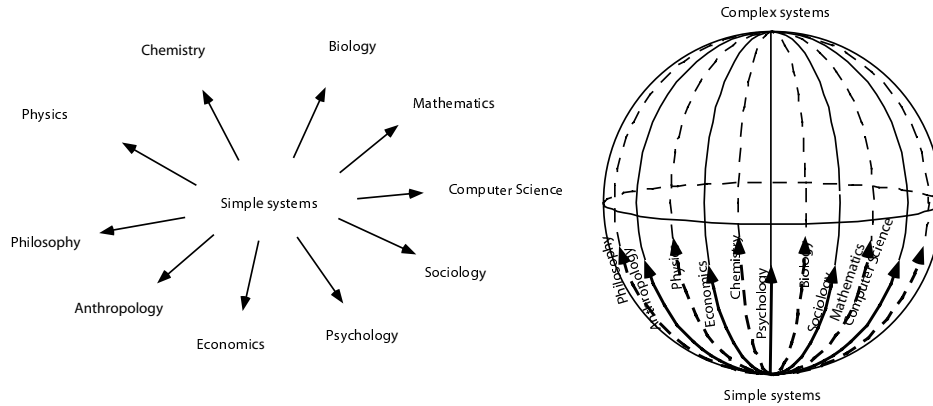 Chemistry
Biology
Physics
Mathematics
Simple systems
Computer Science
Philosophy
Sociology
Anthropology
Economics
Psychology
Complex systems
Philosophy
Anthropology
Physics
Economics
Chemistry
Psychology
Biology
Sociology
Mathematics
Computer Science
Simple systems